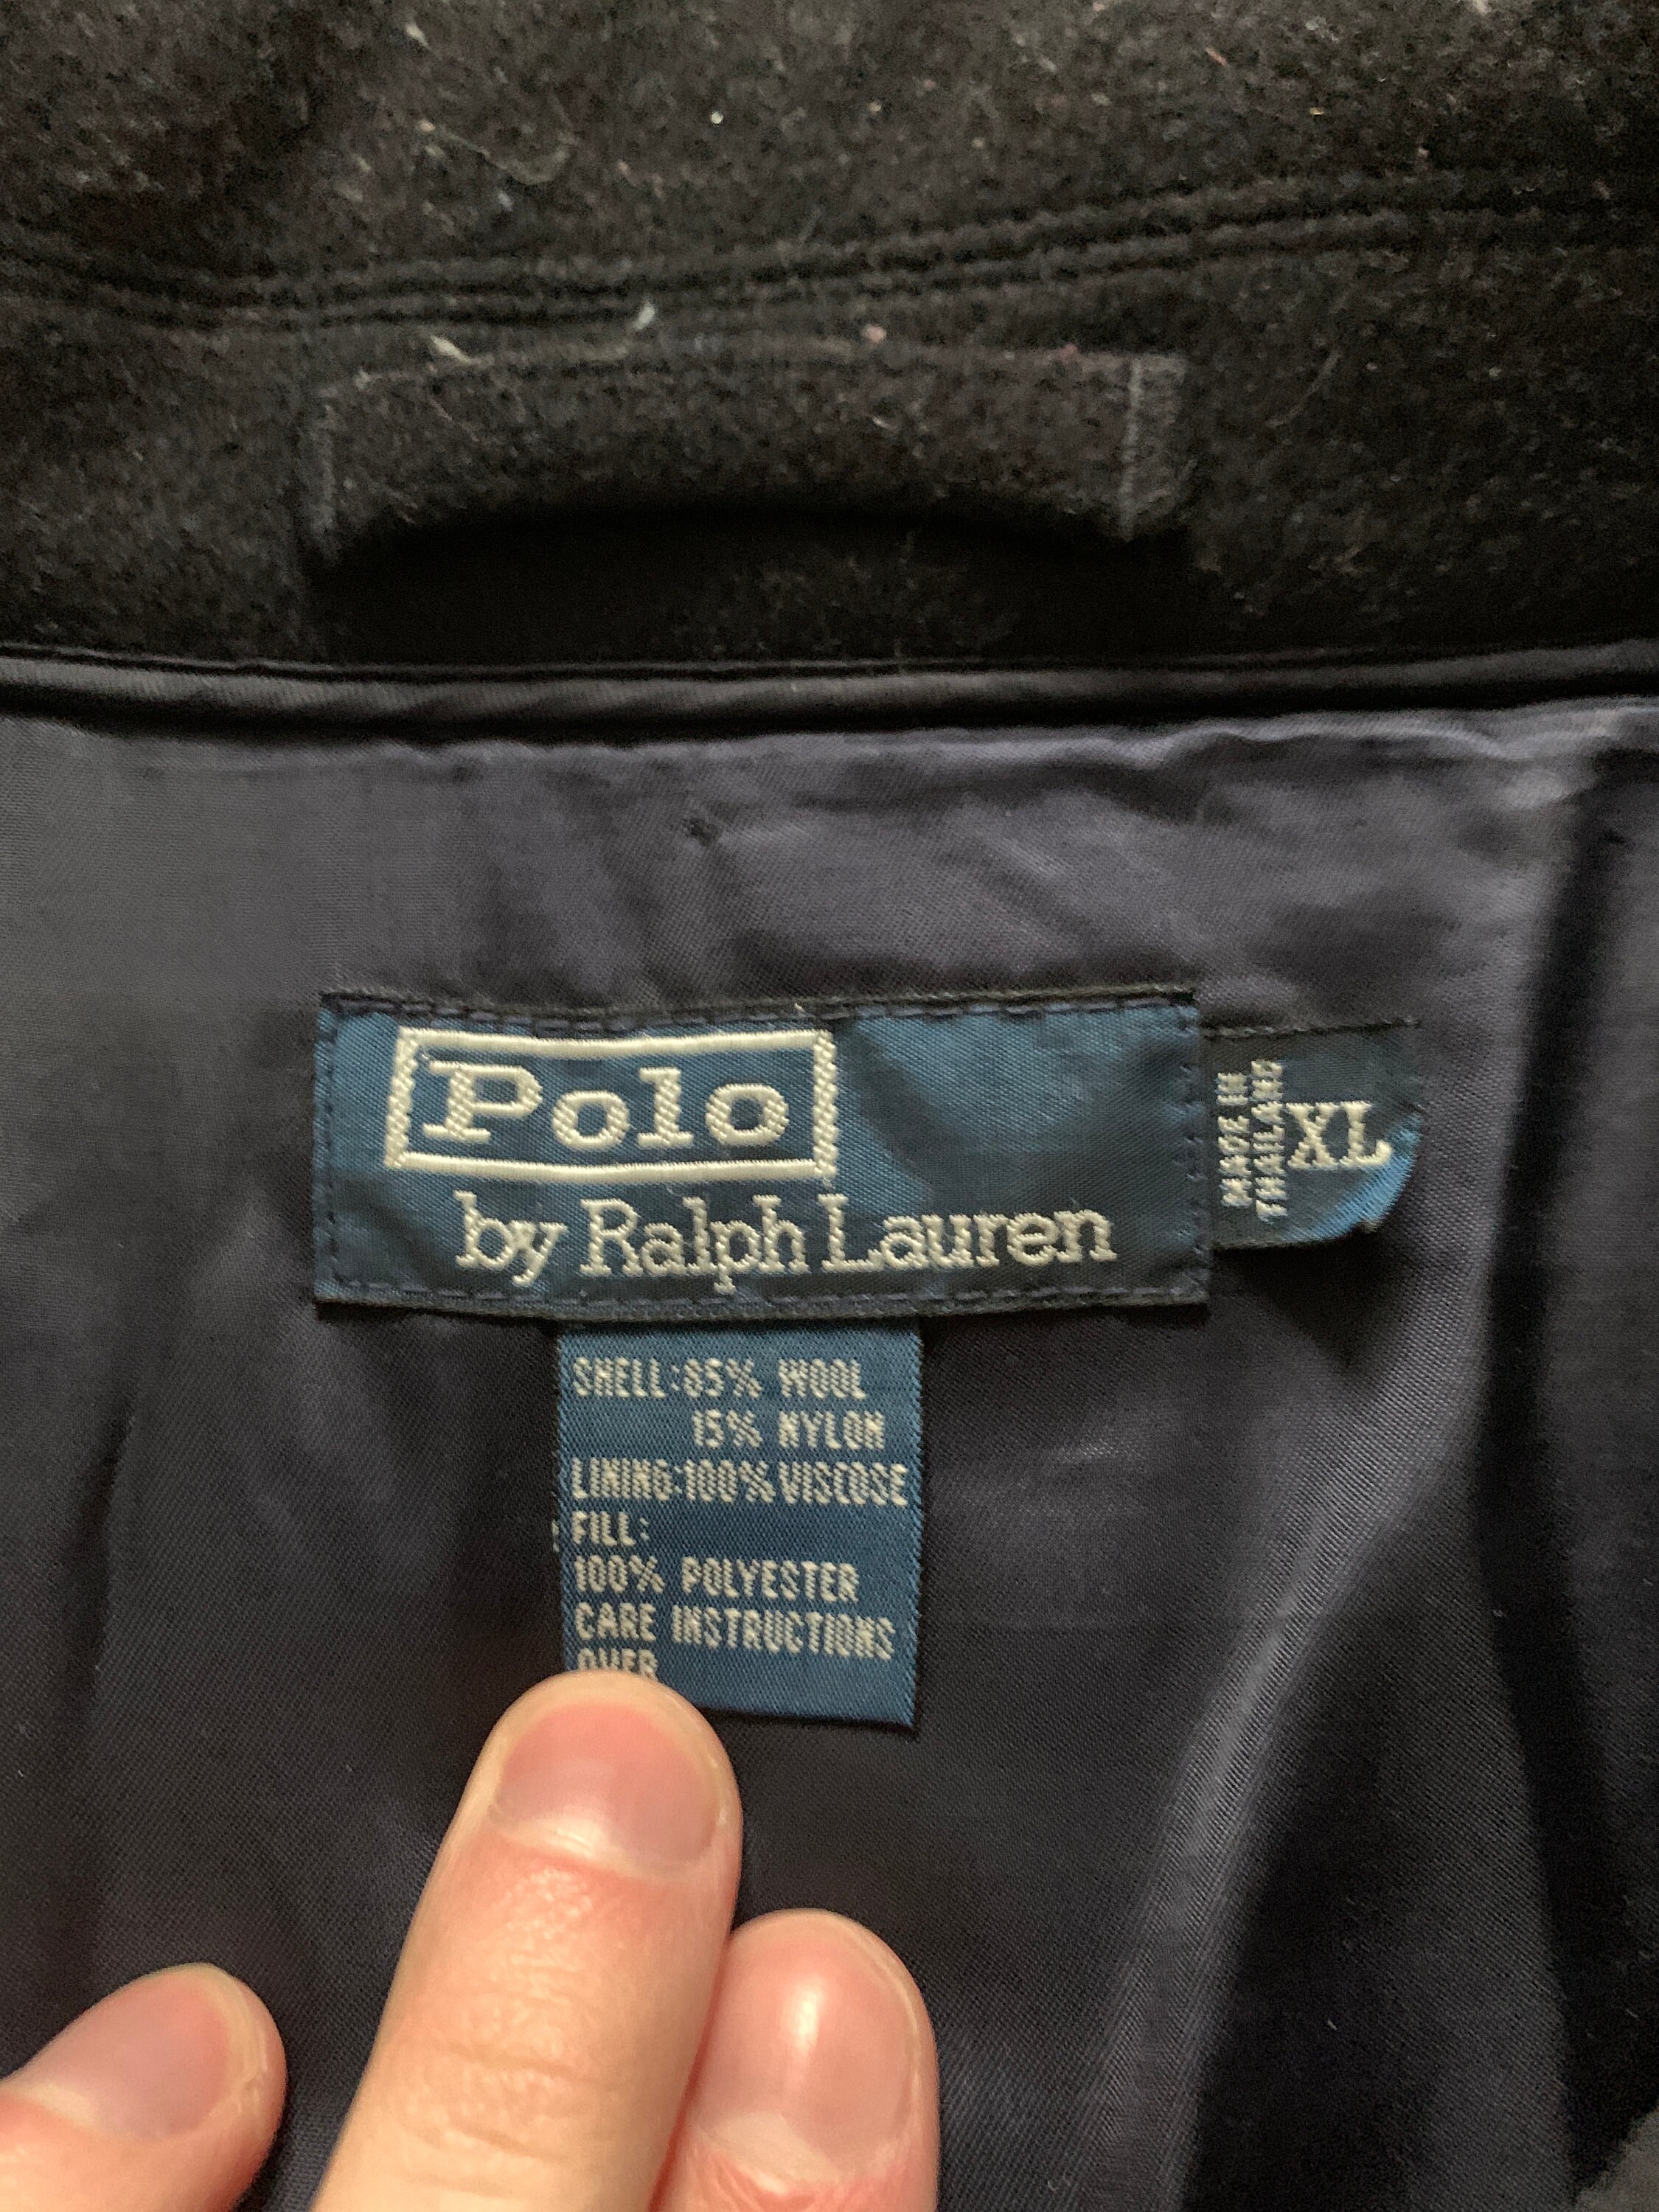 Polo
by Ralph Lauren
MADE IN
THAILAND
XL
SHELL:85% WOOL
15% NYLON
LINING:100% VISCOSE
FILL:
100% POLYESTER
CARE INSTRUCTIONS
OVER